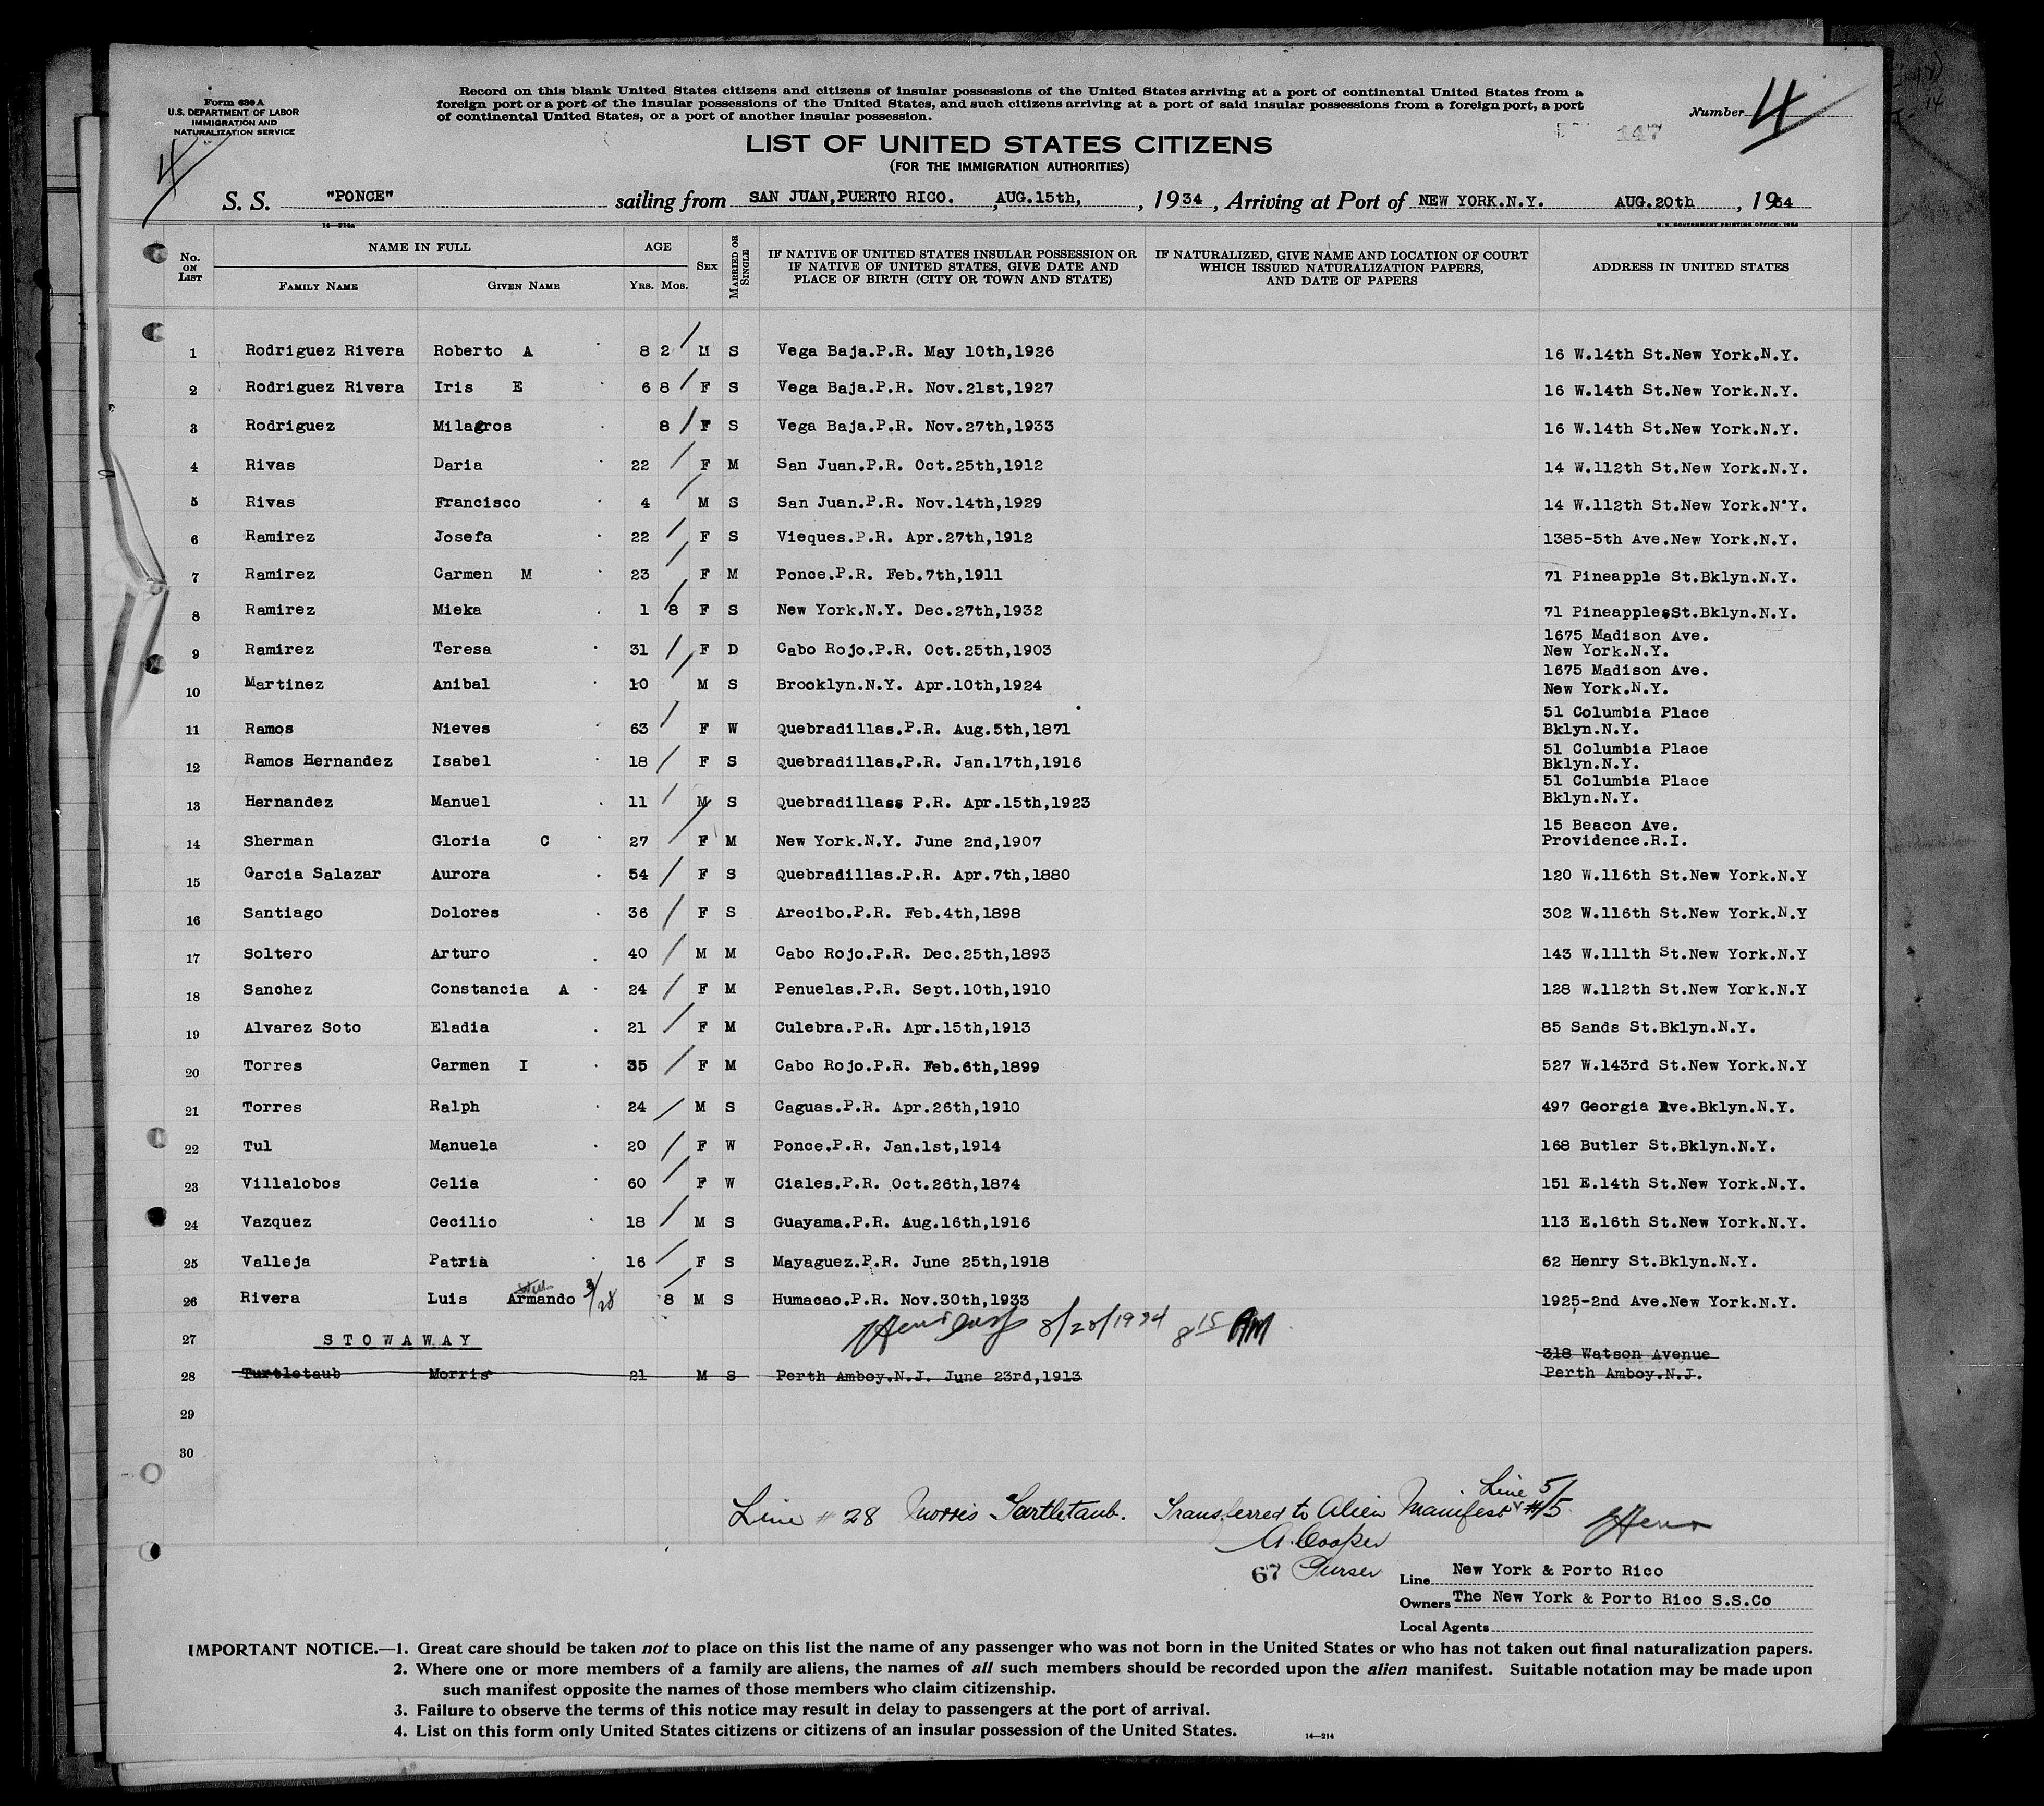 Form 630 A
U.S. DEPARTMENT OF LABOR
IMMIGRATION AND
NATURALIZATION SERVICE
Record on this blank United States citizens and citizens of insular possessions of the United States arriving at a port of continental United States from a
foreign port or a port of the insular possessions of the United States, and such citizens arriving at a port of said insular possessions from a foreign port, a port
of continental United States, or a port of another insular possession.
Number 4
147
4
LIST OF UNITED STATES CITIZENS
(FOR THE IMMIGRATION AUTHORITIES)
S. S. "PONCE" sailing from SAN JUAN,PUERTO RICO. AUG.15th, , 1934 , Arriving at Port of NEW YORK.N.Y. AUG.20th , 1934
14—214a
U. S. GOVERNMENT PRINTING OFFICE: 1934
No. ON LIST
NAME IN FULL
FAMILY NAME GIVEN NAME
AGE
YRS. MOS.
SEX
MARRIED OR SINGLE
IF NATIVE OF UNITED STATES INSULAR POSSESSION OR
IF NATIVE OF UNITED STATES, GIVE DATE AND
PLACE OF BIRTH (CITY OR TOWN AND STATE)
IF NATURALIZED, GIVE NAME AND LOCATION OF COURT
WHICH ISSUED NATURALIZATION PAPERS,
AND DATE OF PAPERS
ADDRESS IN UNITED STATES
1 Rodriguez Rivera Roberto A 8 2 M S Vega Baja.P.R. May 10th,1926 16 W.14th St.New York.N.Y.
2 Rodriguez Rivera Iris E 6 8 F S Vega Baja.P.R. Nov.21st,1927 16 W.14th St.New York.N.Y.
3 Rodriguez Milagros 8 F S Vega Baja.P.R. Nov.27th,1933 16 W.14th St.New York.N.Y.
4 Rivas Daria 22 F M San Juan.P.R. Oct.25th,1912 14 W.112th St.New York.N.Y.
5 Rivas Francisco 4 M S San Juan.P.R. Nov.14th,1929 14 W.112th St.New York.N.Y.
6 Ramirez Josefa 22 F S Vieques.P.R. Apr.27th,1912 1385-5th Ave.New York.N.Y.
7 Ramirez Carmen M 23 F M Ponce.P.R. Feb.7th,1911 71 Pineapple St.Bklyn.N.Y.
8 Ramirez Mieka 1 8 F S New York.N.Y. Dec.27th,1932 71 PineapplesSt.Bklyn.N.Y.
9 Ramirez Teresa 31 F D Cabo Rojo.P.R. Oct.25th,1903 1675 Madison Ave.
New York.N.Y.
10 Martinez Anibal 10 M S Brooklyn.N.Y. Apr.10th,1924 1675 Madison Ave.
New York.N.Y.
11 Ramos Nieves 63 F W Quebradillas.P.R. Aug.5th,1871 51 Columbia Place
Bklyn.N.Y.
12 Ramos Hernandez Isabel 18 F S Quebradillas.P.R. Jan.17th,1916 51 Columbia Place
Bklyn.N.Y.
13 Hernandez Manuel 11 M S Quebradillass P.R. Apr.15th,1923 51 Columbia Place
Bklyn.N.Y.
14 Sherman Gloria C 27 F M New York.N.Y. June 2nd,1907 15 Beacon Ave.
Providence.R.I.
15 Garcia Salazar Aurora 54 F S Quebradillas.P.R. Apr.7th,1880 120 W.116th St.New York.N.Y
16 Santiago Dolores 36 F S Arecibo.P.R. Feb.4th,1898 302 W.116th St.New York.N.Y
17 Soltero Arturo 40 M M Cabo Rojo.P.R. Dec.25th,1893 143 W.111th St.New York.N.Y
18 Sanchez Constancia A 24 F M Penuelas.P.R. Sept.10th,1910 128 W.112th St.New York.N.Y
19 Alvarez Soto Eladia 21 F M Culebra.P.R. Apr.15th,1913 85 Sands St.Bklyn.N.Y.
20 Torres Carmen I 35 F M Cabo Rojo.P.R. Feb.6th,1899 527 W.143rd St.New York.N.Y
21 Torres Ralph 24 M S Caguas.P.R. Apr.26th,1910 497 Georgia Ave.Bklyn.N.Y.
22 Tul Manuela 20 F W Ponce.P.R. Jan.1st,1914 168 Butler St.Bklyn.N.Y.
23 Villalobos Celia 60 F W Ciales.P.R. Oct.26th,1874 151 E.14th St.New York.N.Y.
24 Vazquez Cecilio 18 M S Guayama.P.R. Aug.16th,1916 113 E.16th St.New York.N.Y.
25 Valleja Patria 16 F S Mayaguez.P.R. June 25th,1918 62 Henry St.Bklyn.N.Y.
26 Rivera Luis Armando 3/28 8 M S Humacao.P.R. Nov.30th,1933 1925-2nd Ave.New York.N.Y.
8/20/1934 8 15 AM
27 STOWAWAY
28 Turtletaub Morris 21 M S Perth Amboy.N.J. June 23rd,1913 318 Watson Avenue
Perth Amboy.N.J.
29
30
Line # 28 Morris Turtletaub. Transferred to Alien Manifest #5 Line 5
A. Cooper
67 Purser
Line New York & Porto Rico
Owners The New York & Porto Rico S.S.Co
Local Agents
IMPORTANT NOTICE.—1. Great care should be taken not to place on this list the name of any passenger who was not born in the United States or who has not taken out final naturalization papers.
2. Where one or more members of a family are aliens, the names of all such members should be recorded upon the alien manifest. Suitable notation may be made upon
such manifest opposite the names of those members who claim citizenship.
3. Failure to observe the terms of this notice may result in delay to passengers at the port of arrival.
4. List on this form only United States citizens or citizens of an insular possession of the United States.
14—214